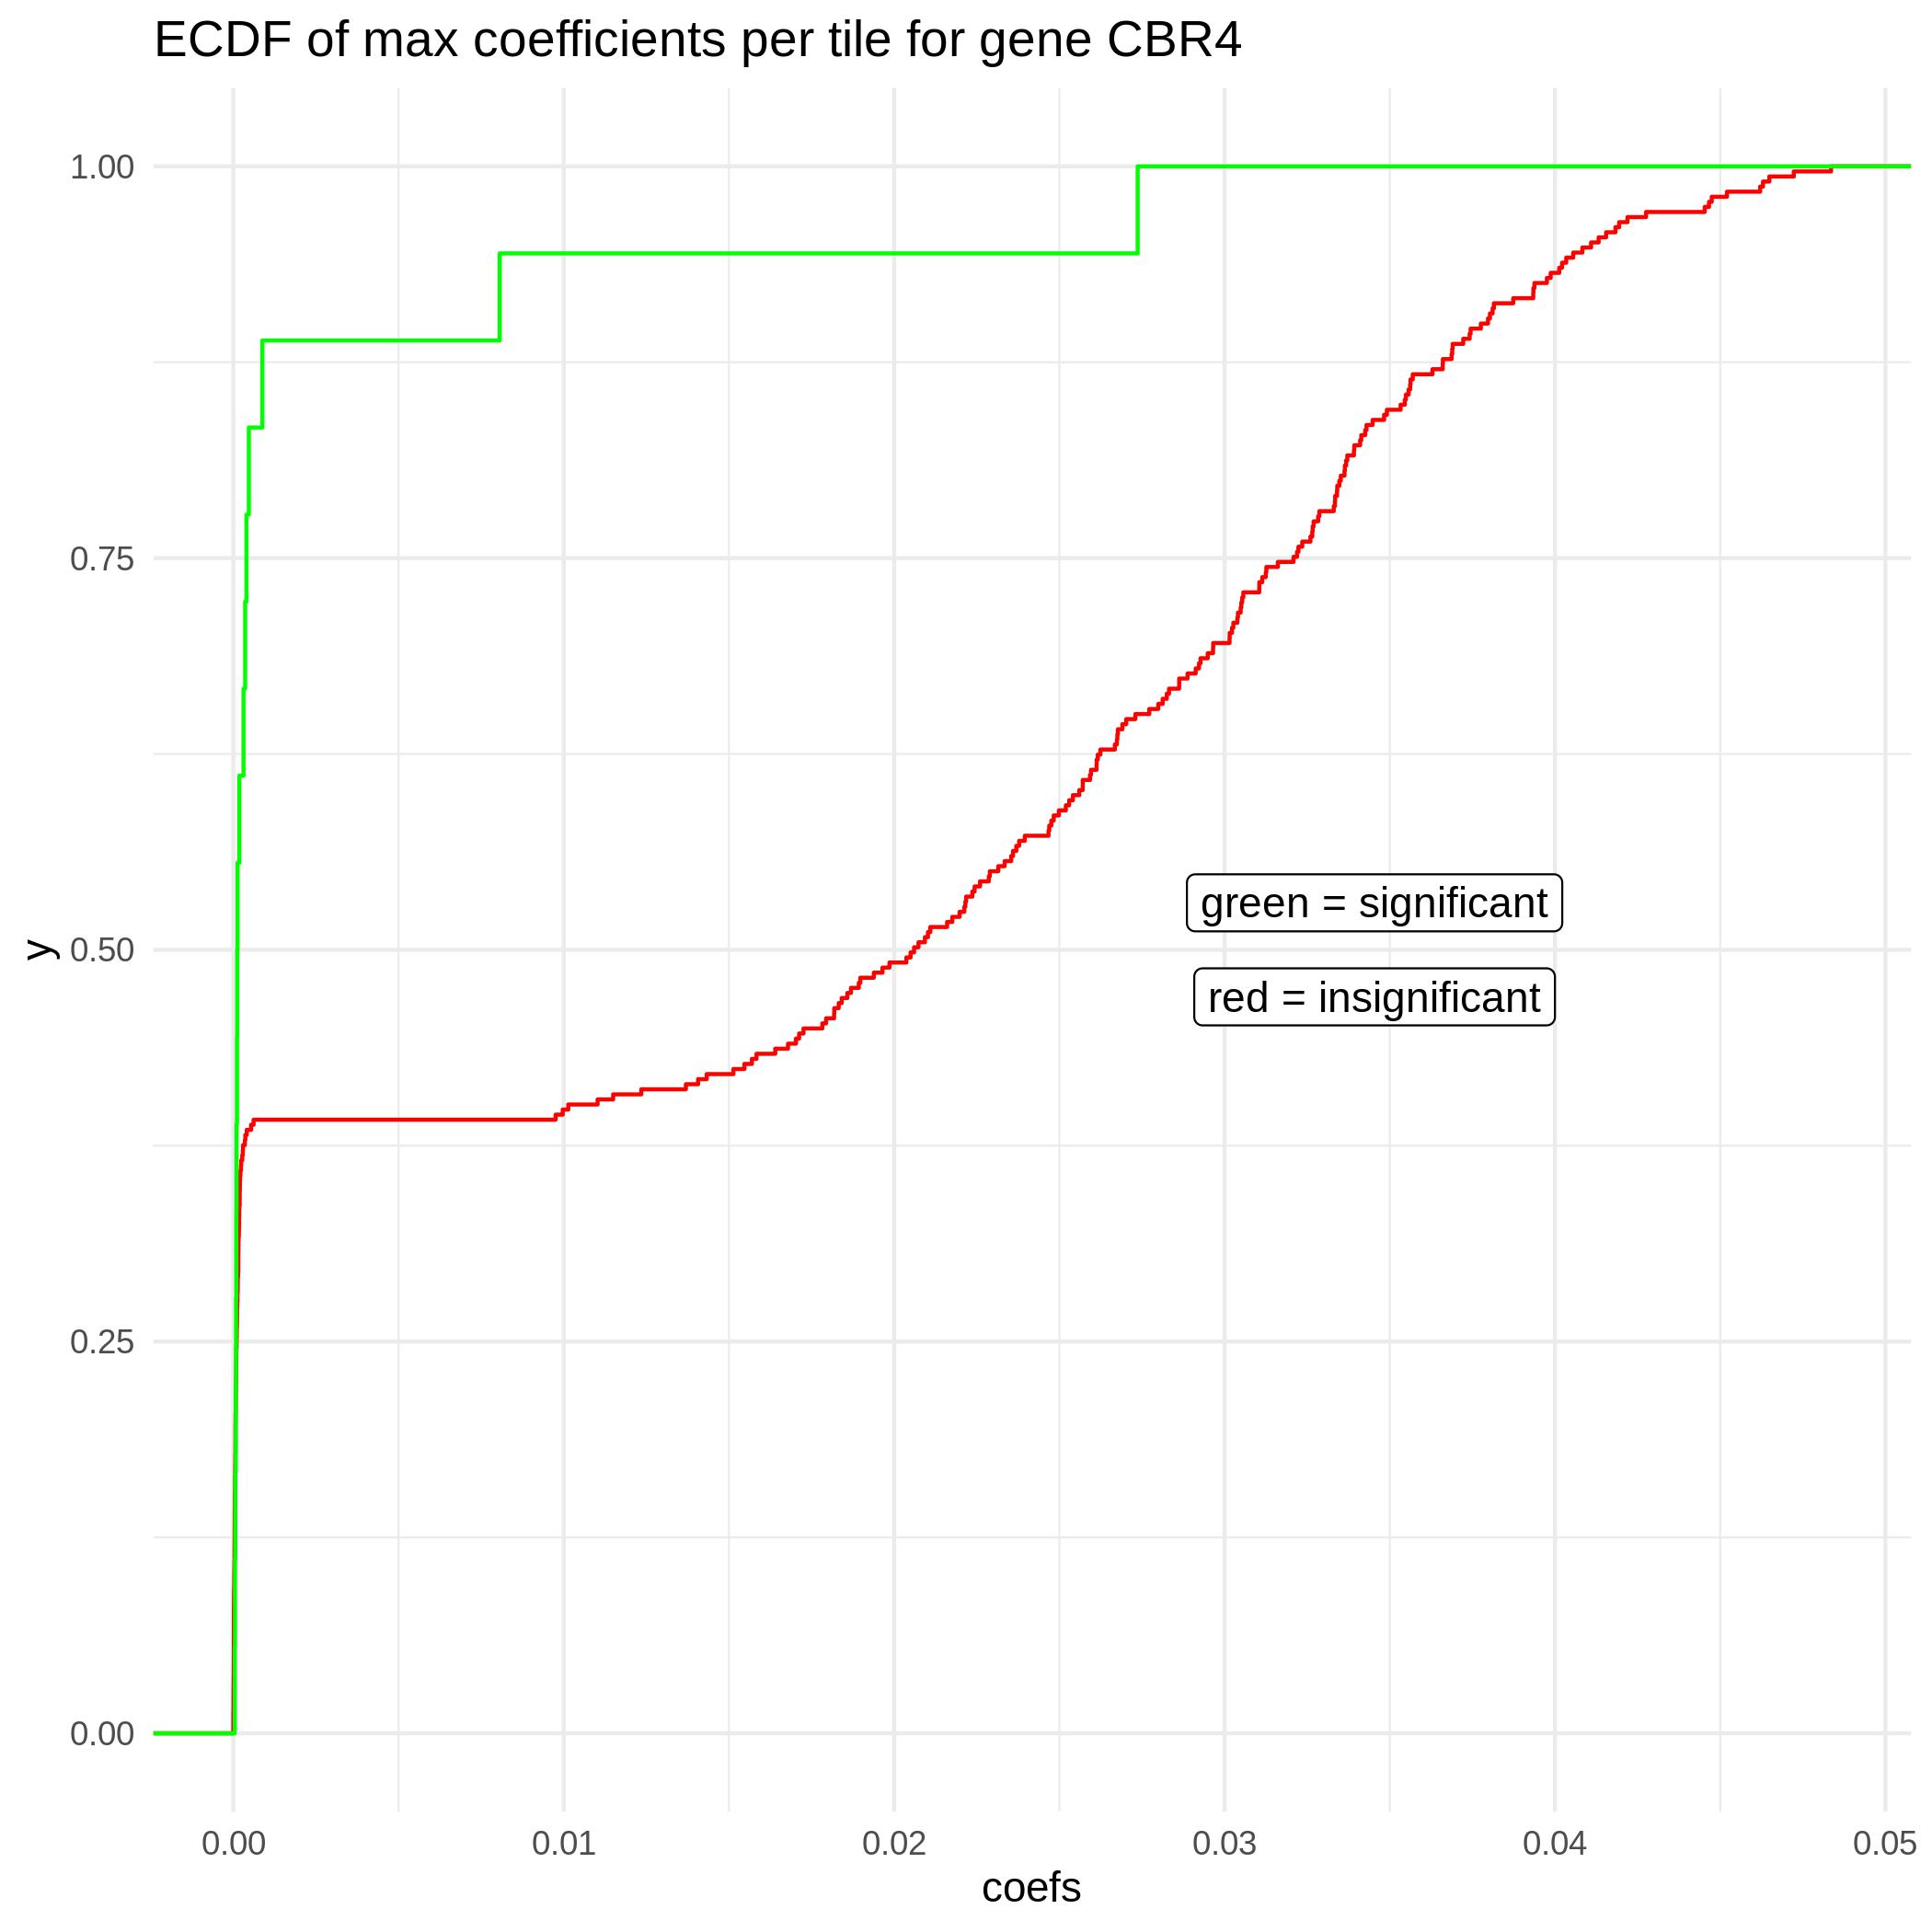 ECDF of max coefficients per tile for gene CBR4
1.00
0.75
0.50
0.25
0.00
y
green = significant
red = insignificant
0.00 0.01 0.02 0.03 0.04 0.05
coefs